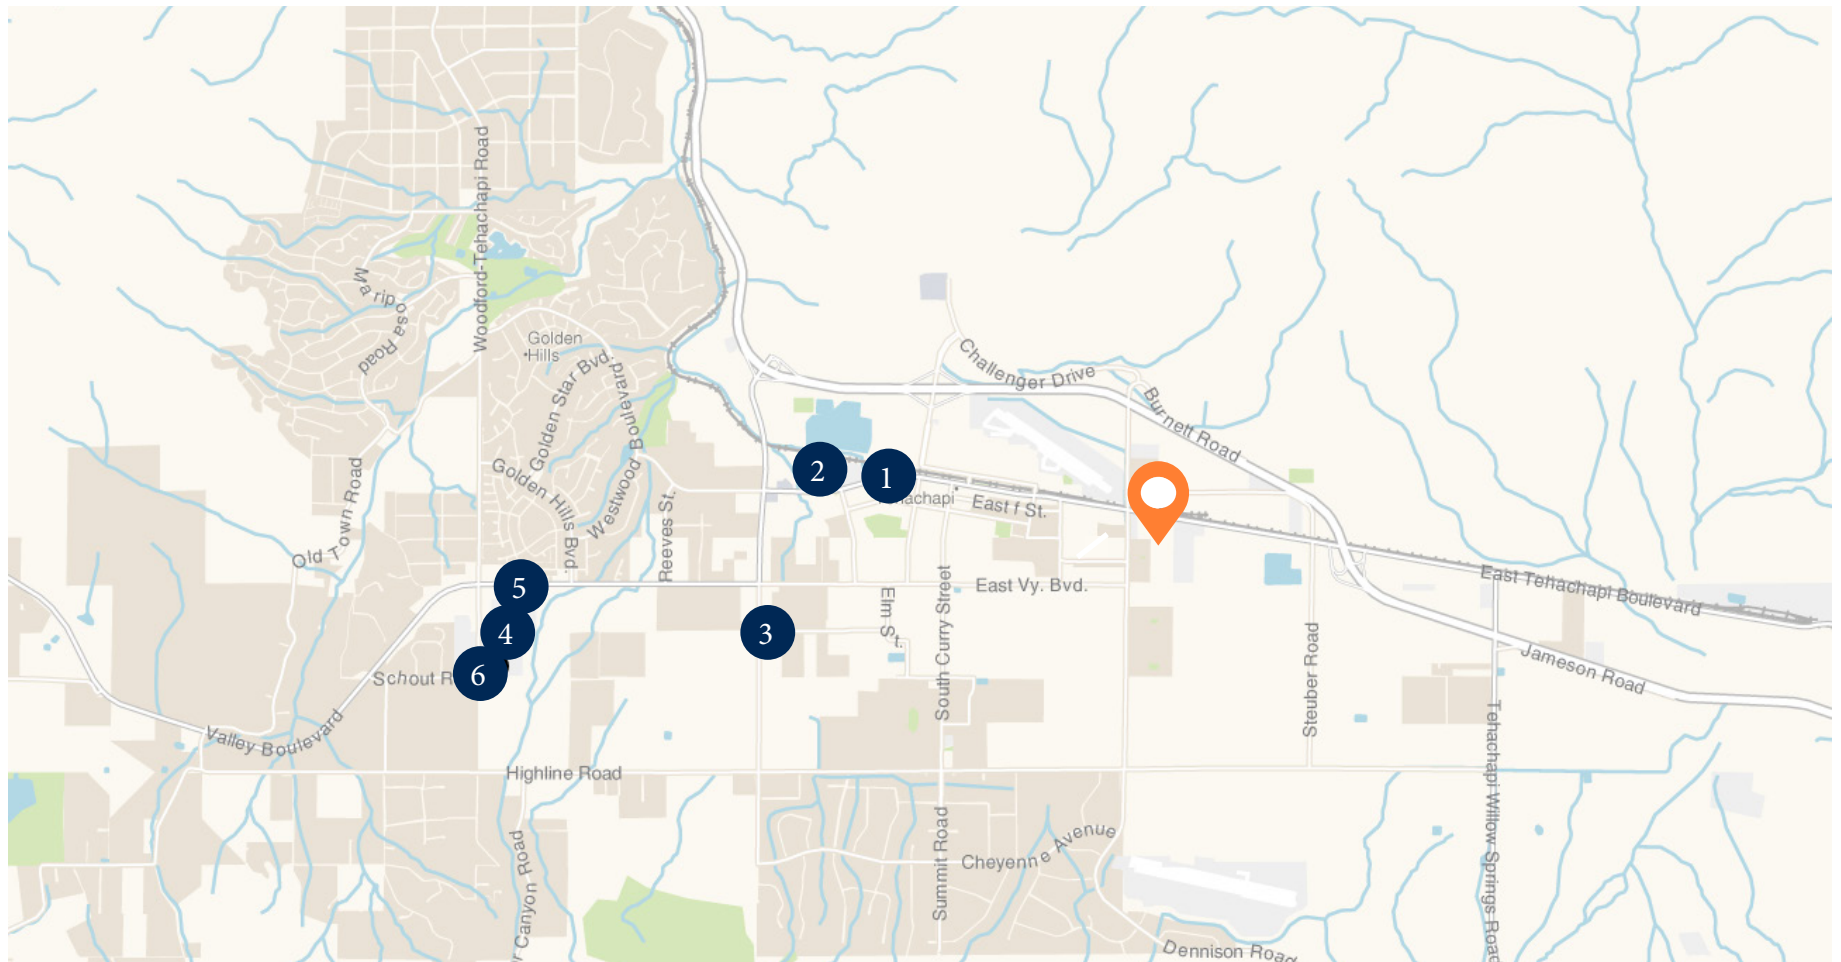 Woodford-Tehachapi Road
Mariposa Road
Golden
Hills
Golden Star Bvd.
Westwood Boulevard
Golden Hills Bvd.
Reeves St.
Old Town Road
Challenger Drive
Burnett Road
2
1
East f St.
5
East Vy. Bvd.
4
3
Elm St.
6
Schout
South Curry Street
Steuber Road
East Tehachapi Boulevard
Jameson Road
Valley Boulevard
Highline Road
Tehachapi Willow Springs Road
Summit Road
Cheyenne Avenue
Canyon Road
Dennison Road